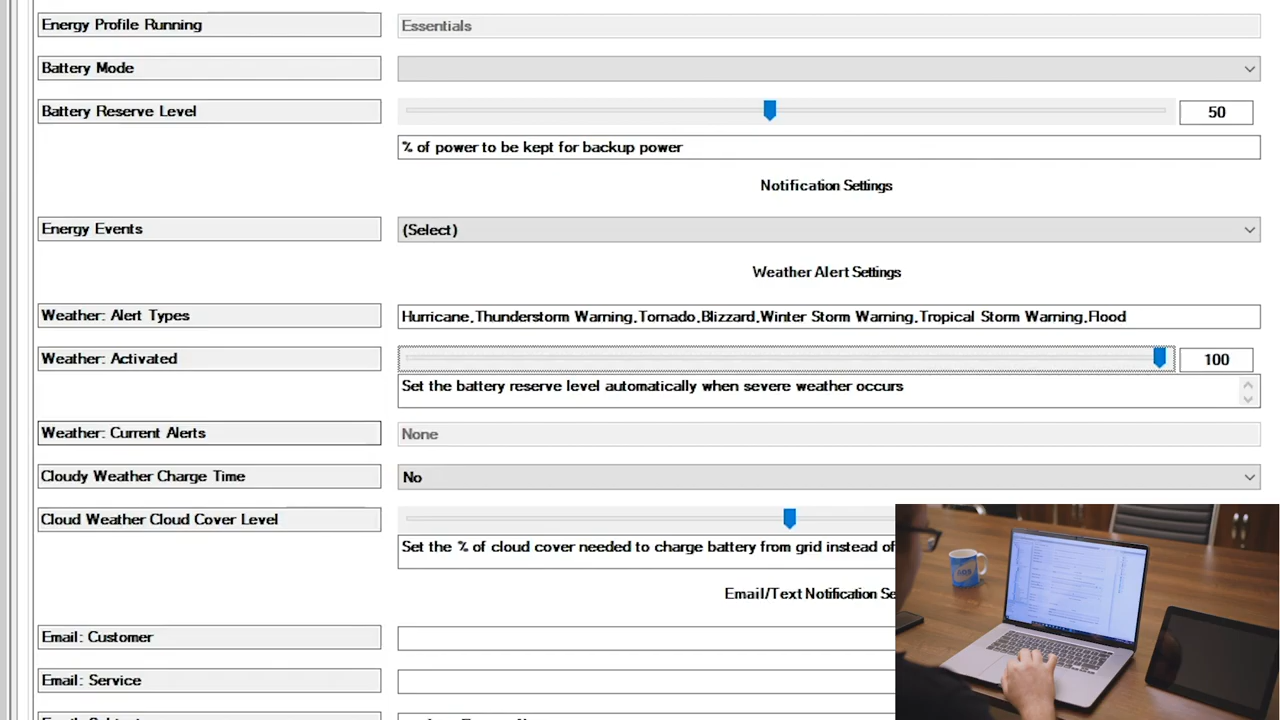 Energy Profile Running
Essentials
Battery Mode
Battery Reserve Level
50
% of power to be kept for backup power
Notification Settings
Energy Events
(Select)
Weather Alert Settings
Weather: Alert Types
Hurricane,Thunderstorm Warning,Tornado,Blizzard,Winter Storm Warning,Tropical Storm Warning,Flood
Weather: Activated
100
Set the battery reserve level automatically when severe weather occurs
Weather: Current Alerts
None
Cloudy Weather Charge Time
No
Cloud Weather Cloud Cover Level
Set the % of cloud cover needed to charge battery from grid instead of
Email/Text Notification Se
Email: Customer
Email: Service